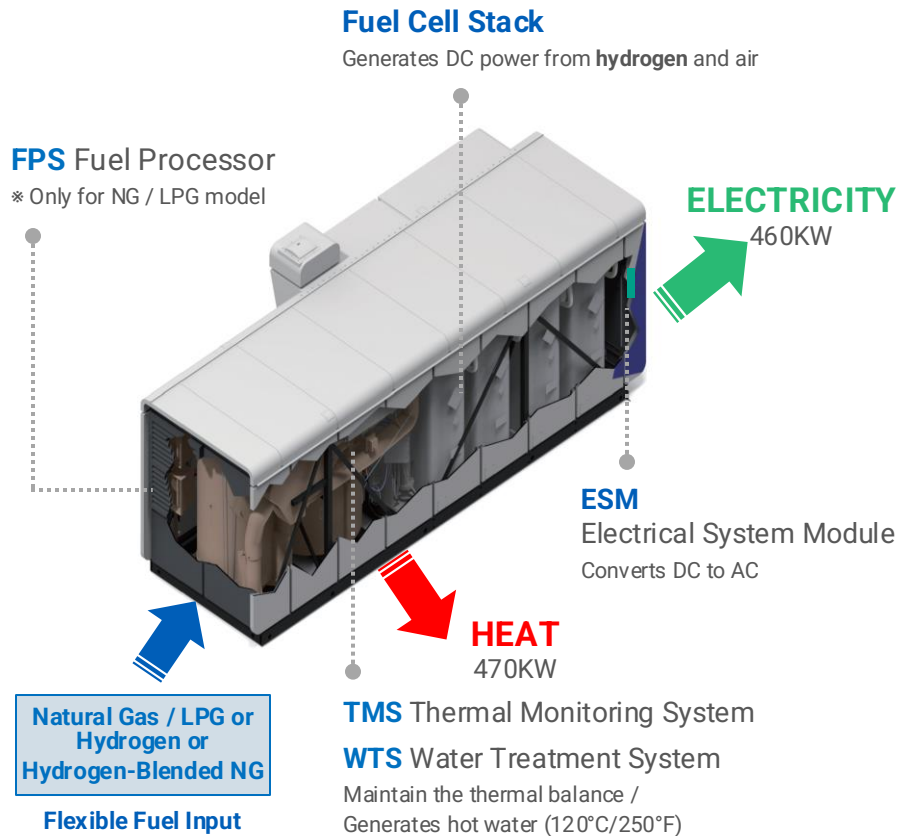 Fuel Cell Stack
Generates DC power from hydrogen and air
FPS Fuel Processor
※ Only for NG / LPG model
ELECTRICITY
460KW
ESM
Electrical System Module
Converts DC to AC
HEAT
470KW
Natural Gas / LPG or
Hydrogen or
Hydrogen-Blended NG
Flexible Fuel Input
TMS Thermal Monitoring System
WTS Water Treatment System
Maintain the thermal balance /
Generates hot water (120°C/250°F)